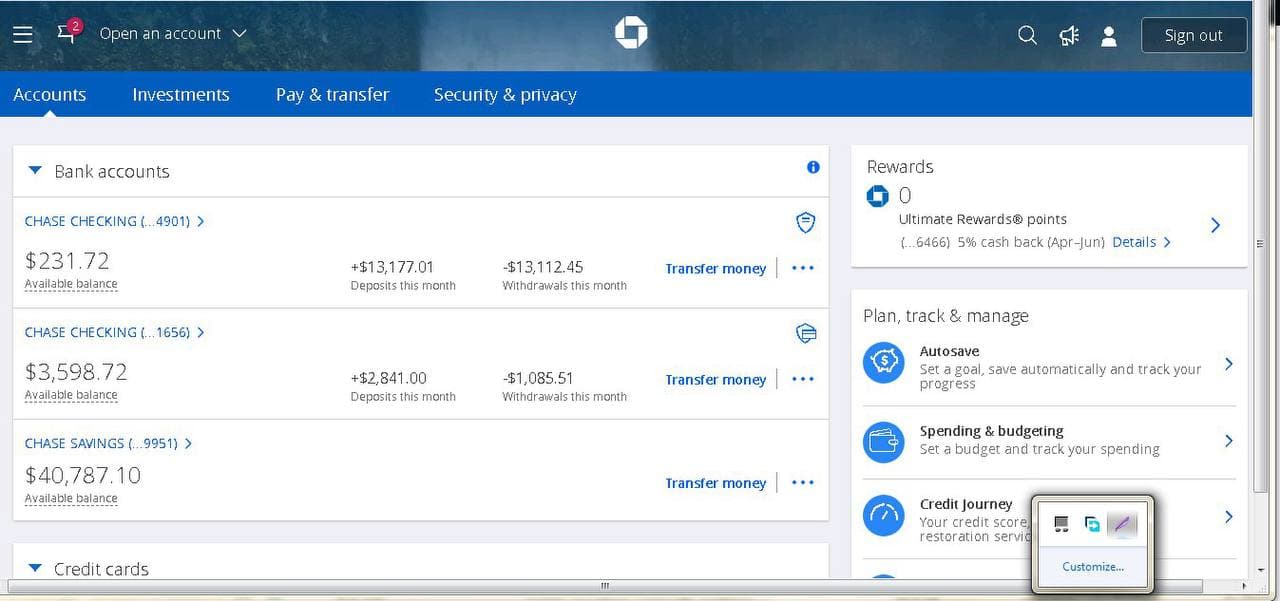 2
Open an account
Sign out
Accounts
Investments
Pay & transfer
Security & privacy
Bank accounts
CHASE CHECKING (...4901)
$231.72
Available balance
+$13,177.01
Deposits this month
-$13,112.45
Withdrawals this month
Transfer money
CHASE CHECKING (...1656)
$3,598.72
Available balance
+$2,841.00
Deposits this month
-$1,085.51
Withdrawals this month
Transfer money
CHASE SAVINGS (...9951)
$40,787.10
Available balance
Transfer money
Credit cards
Rewards
0
Ultimate Rewards® points
(...6466) 5% cash back (Apr–Jun) Details
Plan, track & manage
Autosave
Set a goal, save automatically and track your
progress
Spending & budgeting
Set a budget and track your spending
Credit Journey
Your credit score,
restoration
Customize...